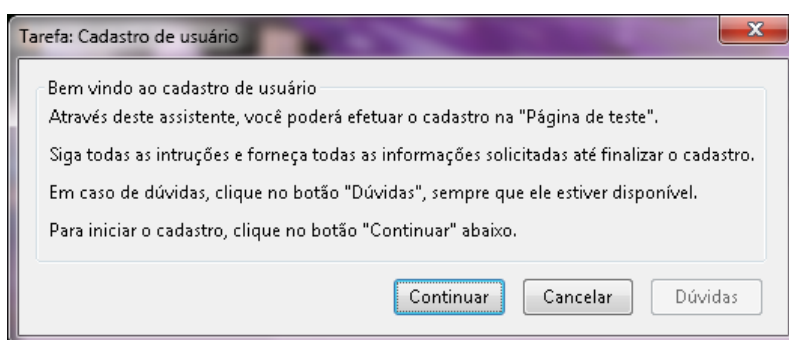 Tarefa: Cadastro de usuário
Bem vindo ao cadastro de usuário
Através deste assistente, você poderá efetuar o cadastro na "Página de teste".
Siga todas as intruções e forneça todas as informações solicitadas até finalizar o cadastro.
Em caso de dúvidas, clique no botão "Dúvidas", sempre que ele estiver disponível.
Para iniciar o cadastro, clique no botão "Continuar" abaixo.
Continuar Cancelar Dúvidas